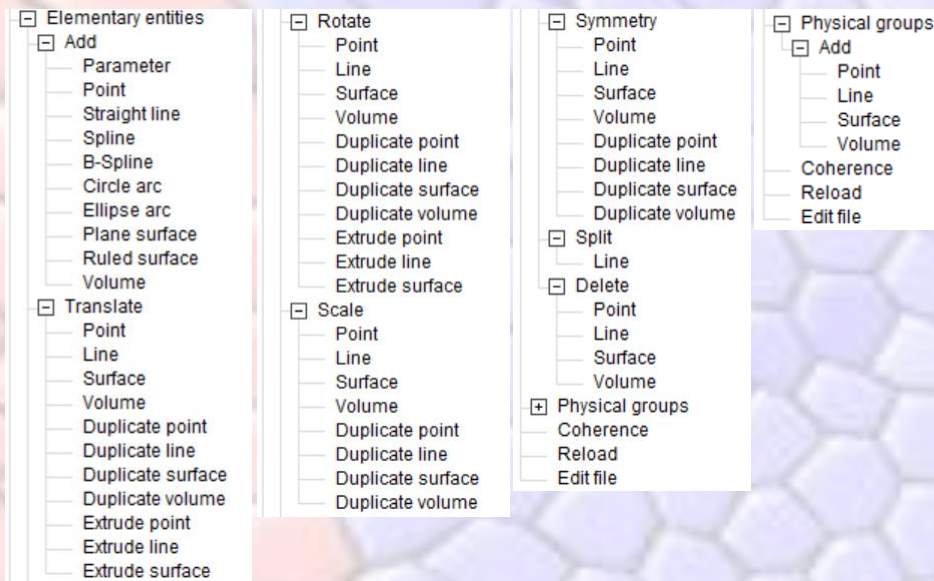 Elementary entities
Add
Parameter
Point
Straight line
Spline
B-Spline
Circle arc
Ellipse arc
Plane surface
Ruled surface
Volume
Translate
Point
Line
Surface
Volume
Duplicate point
Duplicate line
Duplicate surface
Duplicate volume
Extrude point
Extrude line
Extrude surface
Rotate
Point
Line
Surface
Volume
Duplicate point
Duplicate line
Duplicate surface
Duplicate volume
Extrude point
Extrude line
Extrude surface
Scale
Point
Line
Surface
Volume
Duplicate point
Duplicate line
Duplicate surface
Duplicate volume
Symmetry
Point
Line
Surface
Volume
Duplicate point
Duplicate line
Duplicate surface
Duplicate volume
Split
Line
Delete
Point
Line
Surface
Volume
Physical groups
Coherence
Reload
Edit file
Physical groups
Add
Point
Line
Surface
Volume
Coherence
Reload
Edit file